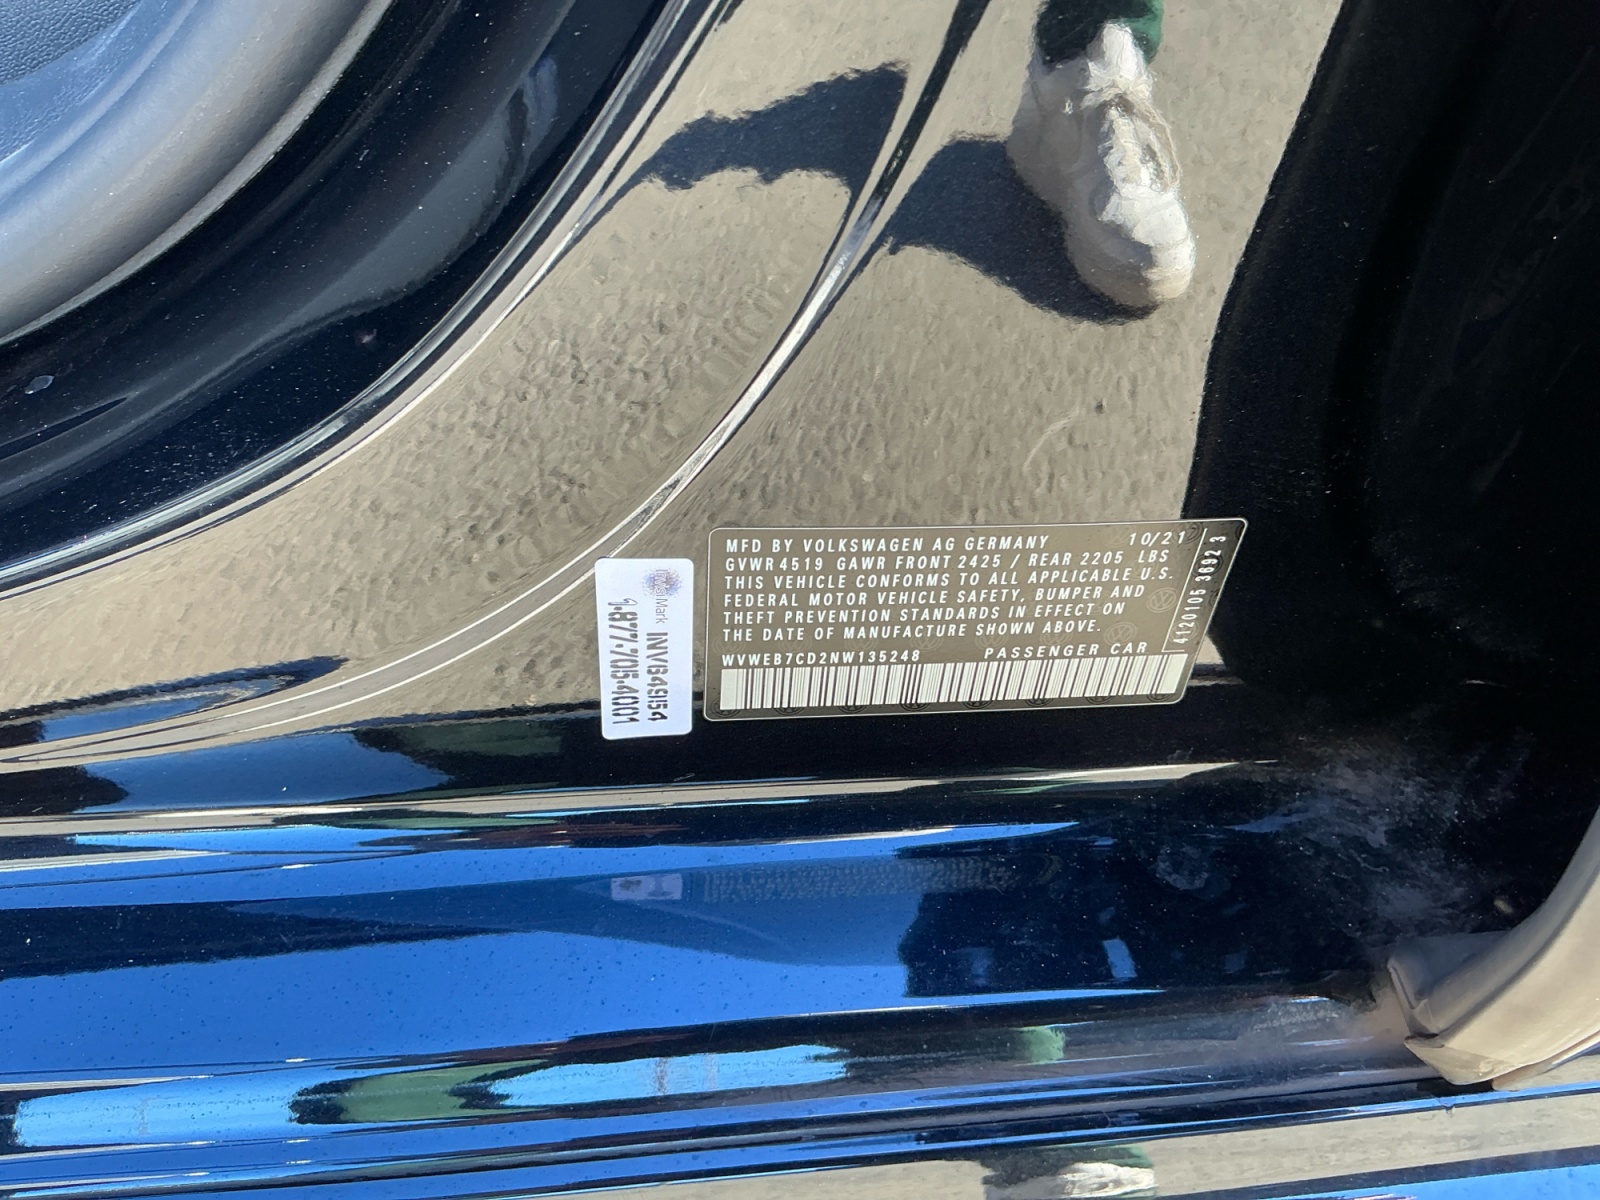 MFD BY VOLKSWAGEN AG GERMANY 10/21
GVWR 4519 GAWR FRONT 2425 / REAR 2205 LBS
THIS VEHICLE CONFORMS TO ALL APPLICABLE U.S.
FEDERAL MOTOR VEHICLE SAFETY, BUMPER AND
THEFT PREVENTION STANDARDS IN EFFECT ON
THE DATE OF MANUFACTURE SHOWN ABOVE.
WVWEB7CD2NW135248 PASSENGER CAR
4120105 3692 3
INVB49154
1.877.705.4001